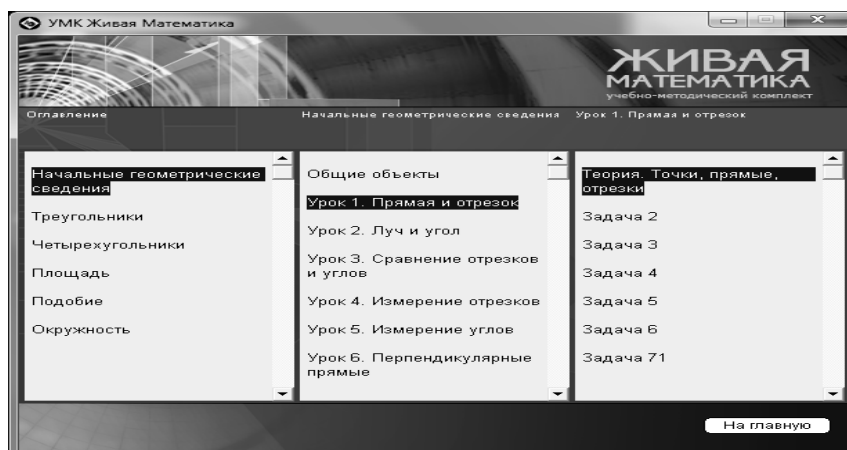 УМК Живая Математика
ЖИВАЯ
МАТЕМАТИКА
учебно-методический комплект
Оглавление
Начальные геометрические сведения
Урок 1. Прямая и отрезок
Начальные геометрические
сведения
Треугольники
Четырехугольники
Площадь
Подобие
Окружность
Общие объекты
Урок 1. Прямая и отрезок
Урок 2. Луч и угол
Урок 3. Сравнение отрезков
и углов
Урок 4. Измерение отрезков
Урок 5. Измерение углов
Урок 6. Перпендикулярные
прямые
Теория. Точки, прямые,
отрезки
Задача 2
Задача 3
Задача 4
Задача 5
Задача 6
Задача 71
На главную